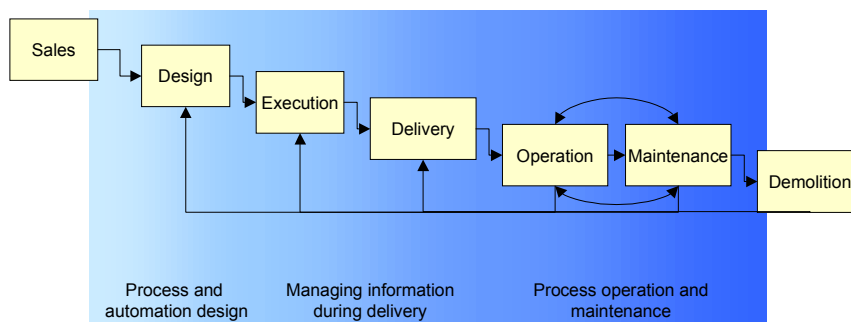 Sales
Design
Execution
Delivery
Operation
Maintenance
Demolition
Process and
automation design
Managing information
during delivery
Process operation and
maintenance